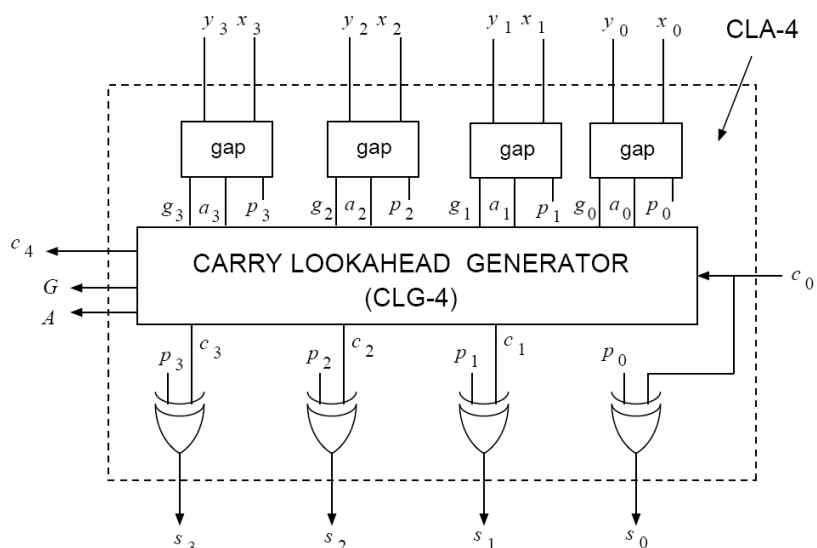 y3 x3 y2 x2 y1 x1 y0 x0 CLA-4
gap gap gap gap
g3 a3 p3 g2 a2 p2 g1 a1 p1 g0 a0 p0
c4 CARRY LOOKAHEAD GENERATOR c0
G (CLG-4)
A
p3 c3 p2 c2 p1 c1 p0
s3 s2 s1 s0